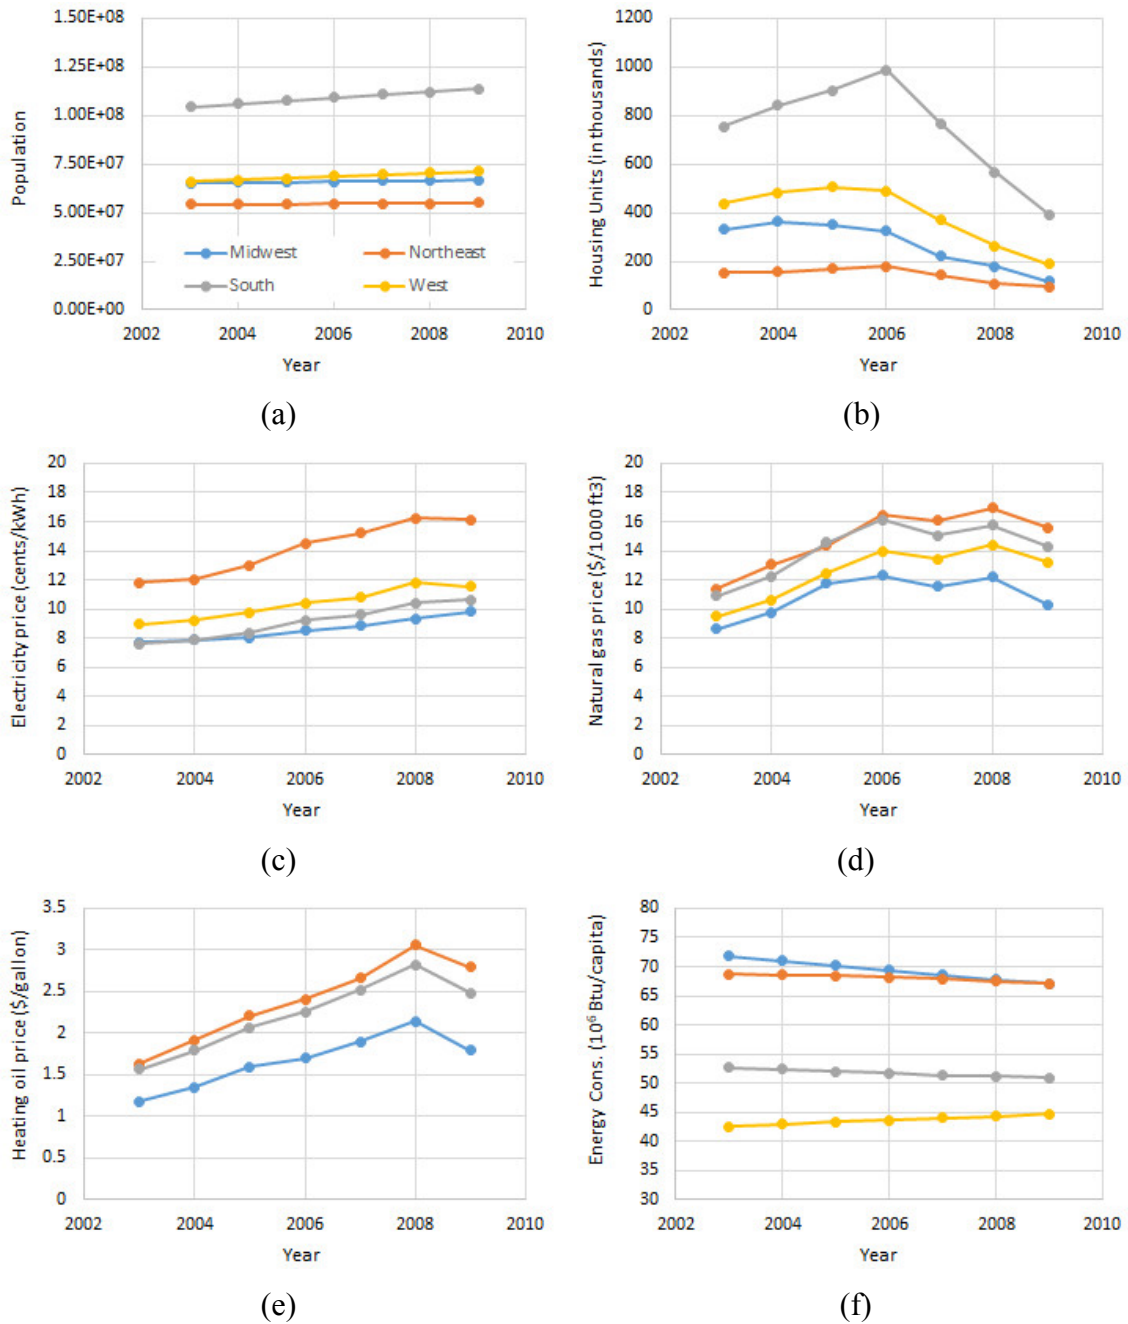 Population
1.50E+08
1.25E+08
1.00E+08
7.50E+07
5.00E+07
2.50E+07
0.00E+00
Midwest
Northeast
South
West
2002 2004 2006 2008 2010
Year
(a)
Housing Units (in thousands)
1200
1000
800
600
400
200
0
2002 2004 2006 2008 2010
Year
(b)
Electricity price (cents/kWh)
20
18
16
14
12
10
8
6
4
2
0
2002 2004 2006 2008 2010
Year
(c)
Natural gas price ($/1000 ft3)
20
18
16
14
12
10
8
6
4
2
0
2002 2004 2006 2008 2010
Year
(d)
Heating oil price ($/gallon)
3.5
3
2.5
2
1.5
1
0.5
0
2002 2004 2006 2008 2010
Year
(e)
Energy Cons. (10⁶ Btu/capita)
80
75
70
65
60
55
50
45
40
35
30
2002 2004 2006 2008 2010
Year
(f)